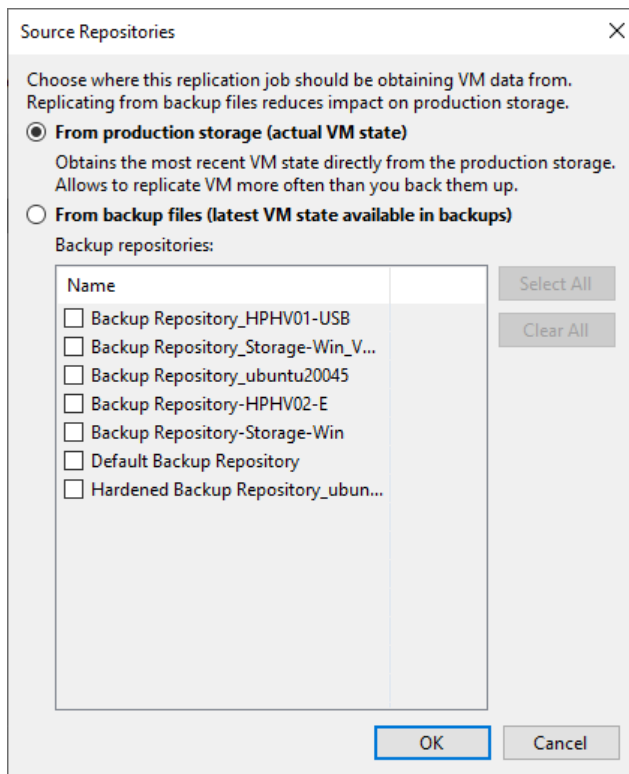 Source Repositories
Choose where this replication job should be obtaining VM data from.
Replicating from backup files reduces impact on production storage.
From production storage (actual VM state)
Obtains the most recent VM state directly from the production storage.
Allows to replicate VM more often than you back them up.
From backup files (latest VM state available in backups)
Backup repositories:
Name
Select All
Clear All
Backup Repository_HPHV01-USB
Backup Repository_Storage-Win_V...
Backup Repository_ubuntu20045
Backup Repository-HPHV02-E
Backup Repository-Storage-Win
Default Backup Repository
Hardened Backup Repository_ubun...
OK
Cancel